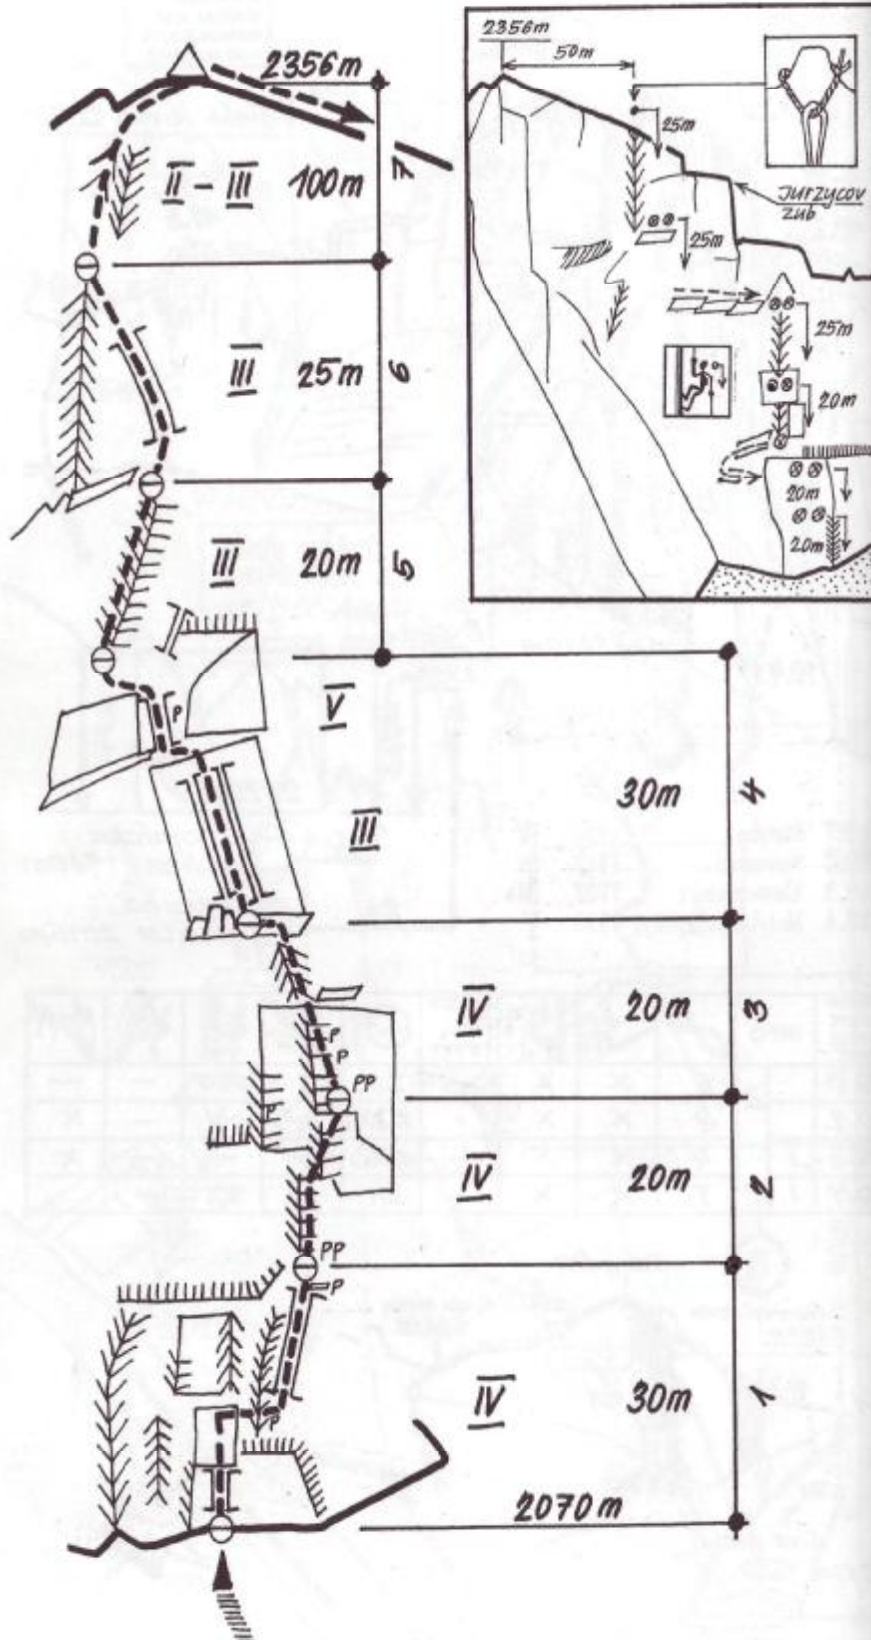 2356m
II - III 100m 7
III 25m 6
III 20m 5
V
P
30m 4
III
IV 20m 3
P
P
PP
P
IV 20m 2
PP
P
IV 30m 1
P
2070m
2356m
50m
25m
Jurzycov
zub
25m
25m
20m
20m
20m